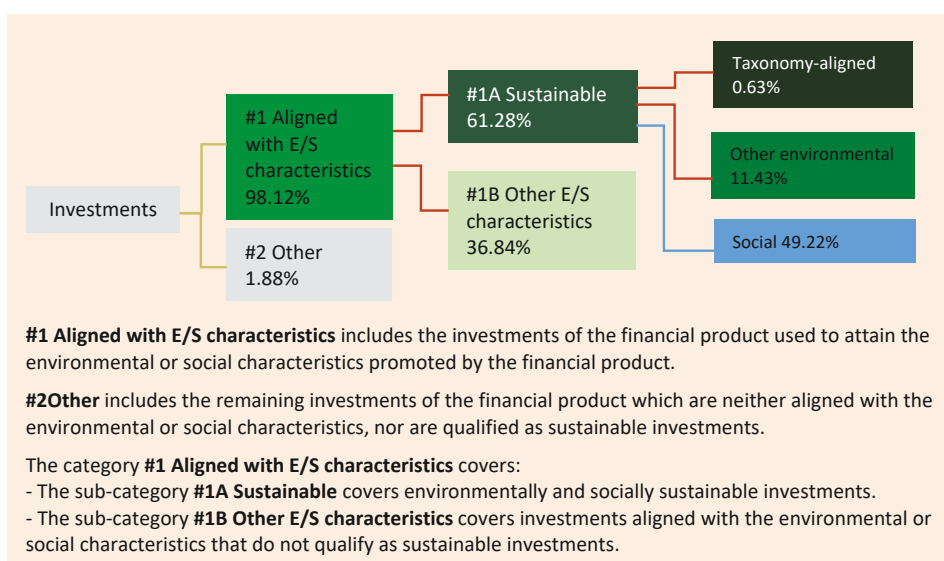 Investments
#1 Aligned
with E/S
characteristics
98.12%
#2 Other
1.88%
#1A Sustainable
61.28%
#1B Other E/S
characteristics
36.84%
Taxonomy-aligned
0.63%
Other environmental
11.43%
Social 49.22%
#1 Aligned with E/S characteristics includes the investments of the financial product used to attain the
environmental or social characteristics promoted by the financial product.
#2Other includes the remaining investments of the financial product which are neither aligned with the
environmental or social characteristics, nor are qualified as sustainable investments.
The category #1 Aligned with E/S characteristics covers:
- The sub-category #1A Sustainable covers environmentally and socially sustainable investments.
- The sub-category #1B Other E/S characteristics covers investments aligned with the environmental or
social characteristics that do not qualify as sustainable investments.